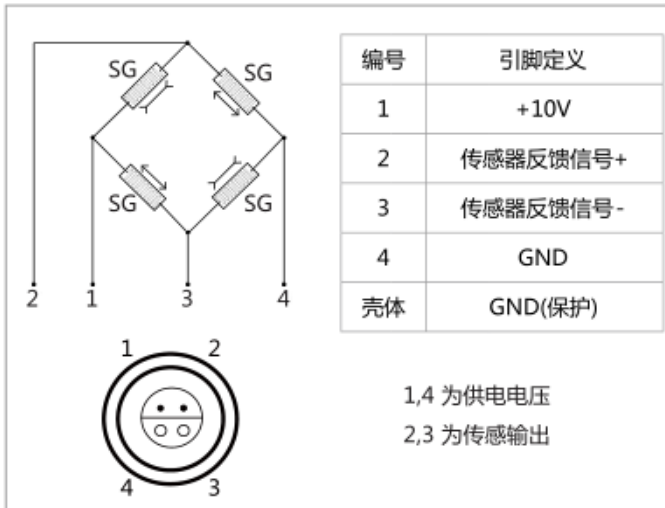 SG SG
SG SG
2 1 3 4
编号 引脚定义
1 +10V
2 传感器反馈信号+
3 传感器反馈信号-
4 GND
壳体 GND(保护)
1 2
4 3
1,4 为供电电压
2,3 为传感输出